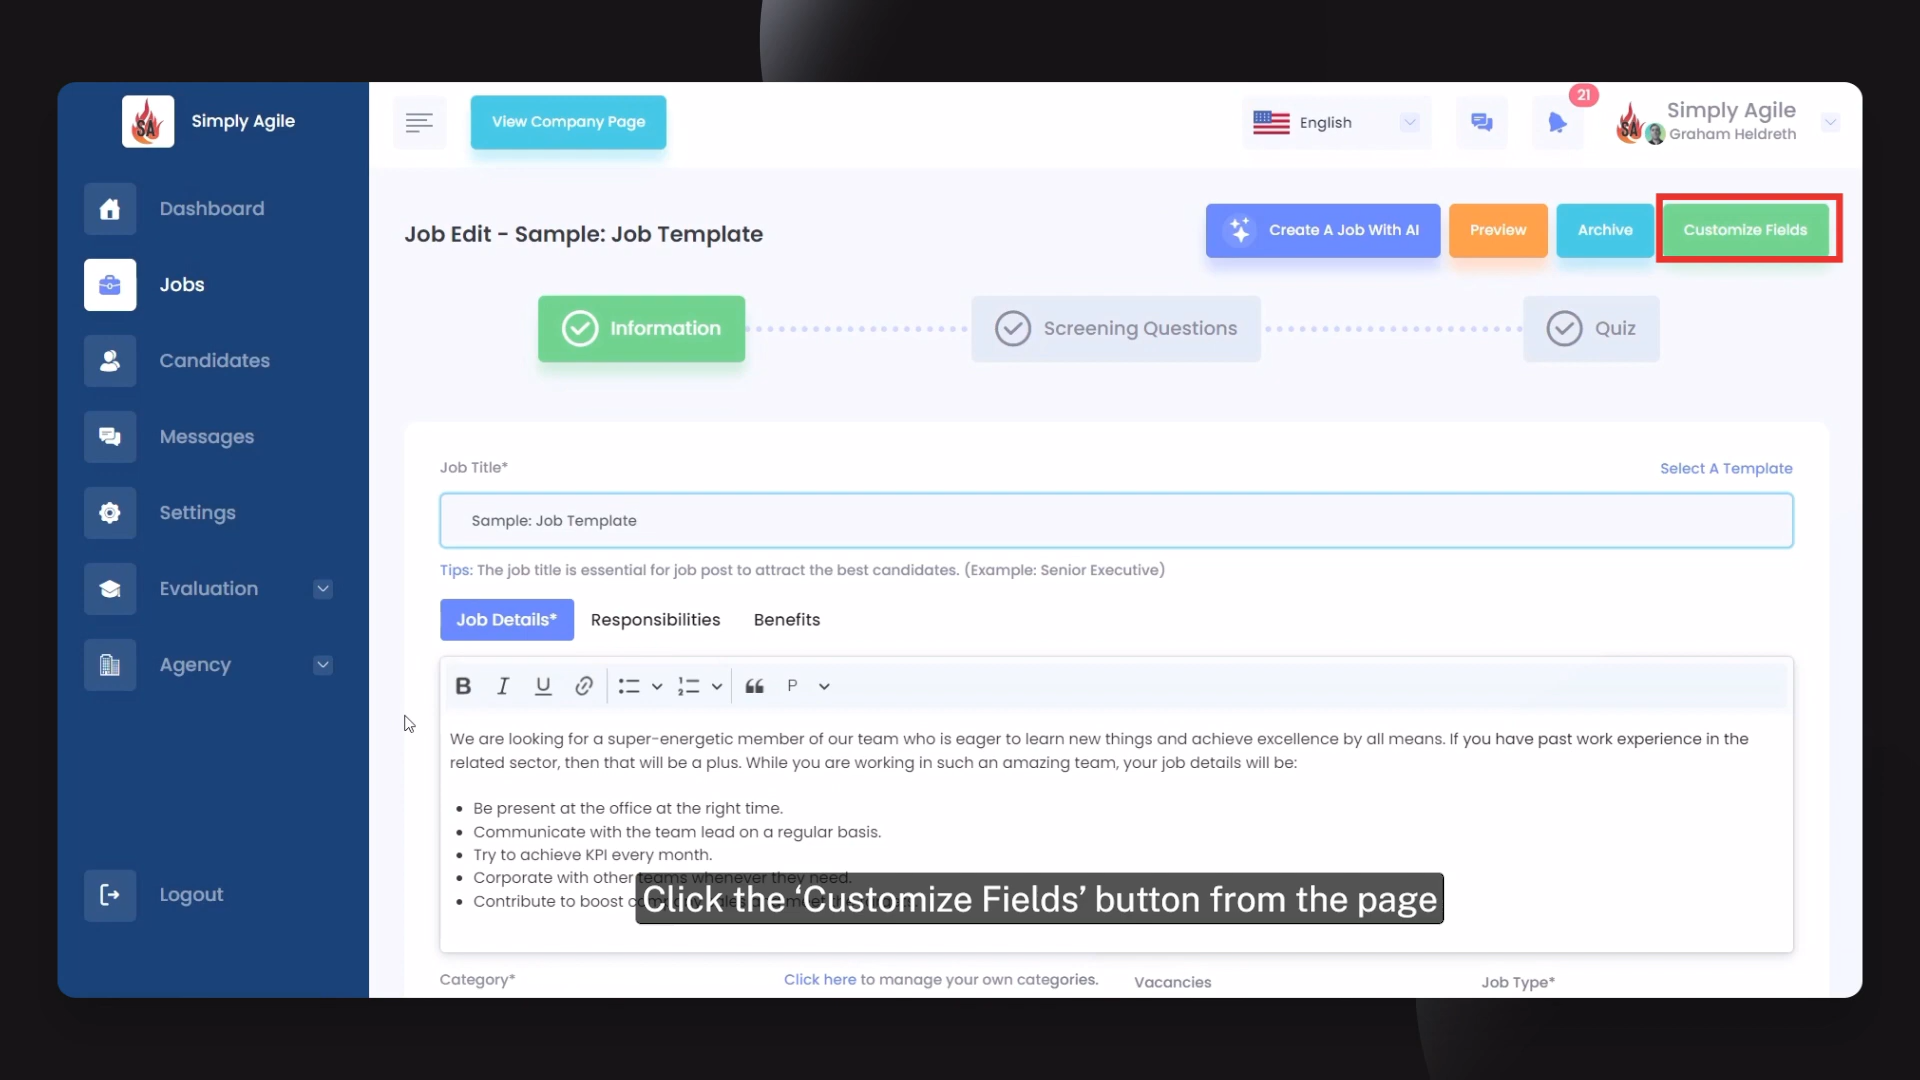 SA
Simply Agile
Dashboard
Jobs
Candidates
Messages
Settings
Evaluation
Agency
Logout
View Company Page
English
21
SA
Simply Agile
Graham Heldreth
Job Edit - Sample: Job Template
Create A Job With AI
Preview
Archive
Customize Fields
Information
Screening Questions
Quiz
Job Title*
Select A Template
Sample: Job Template
Tips: The job title is essential for job post to attract the best candidates. (Example: Senior Executive)
Job Details*
Responsibilities
Benefits
B I U P
We are looking for a super-energetic member of our team who is eager to learn new things and achieve excellence by all means. If you have past work experience in the
related sector, then that will be a plus. While you are working in such an amazing team, your job details will be:
• Be present at the office at the right time.
• Communicate with the team lead on a regular basis.
• Try to achieve KPI every month.
• Corporate with other teams whenever they need.
• Contribute to boost
Click the ‘Customize Fields’ button from the page
Category*
Click here to manage your own categories.
Vacancies
Job Type*